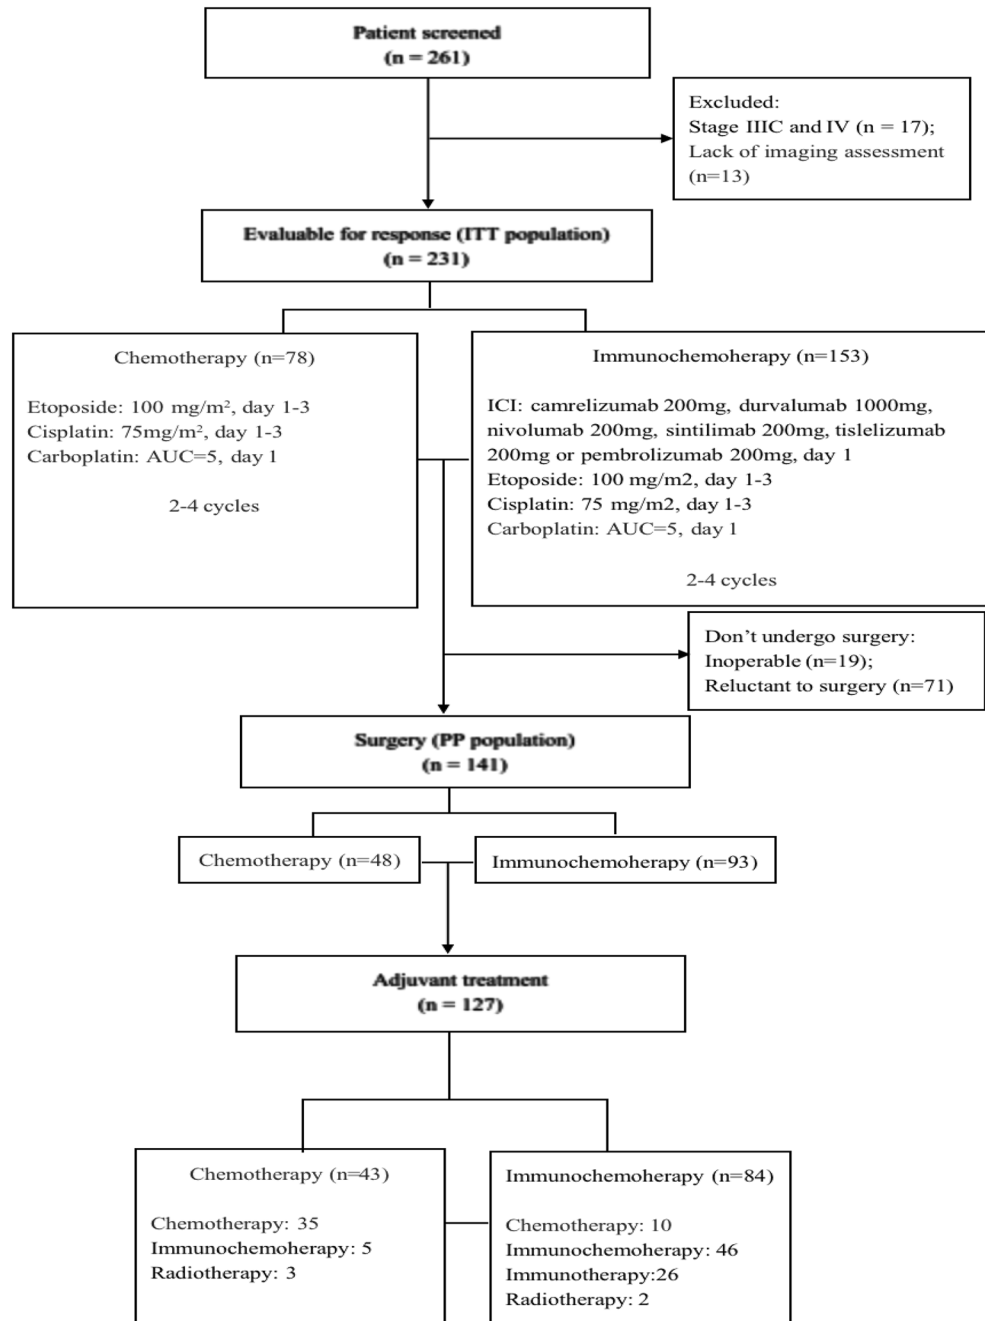 Patient screened
(n = 261)
Excluded:
Stage IIIC and IV (n = 17);
Lack of imaging assessment
(n=13)
Evaluable for response (ITT population)
(n = 231)
Chemotherapy (n=78)
Etoposide: 100 mg/m², day 1-3
Cisplatin: 75mg/m², day 1-3
Carboplatin: AUC=5, day 1
2-4 cycles
Immunochemoherapy (n=153)
ICI: camrelizumab 200mg, durvalumab 1000mg,
nivolumab 200mg, sintilimab 200mg, tislelizumab
200mg or pembrolizumab 200mg, day 1
Etoposide: 100 mg/m2, day 1-3
Cisplatin: 75 mg/m2, day 1-3
Carboplatin: AUC=5, day 1
2-4 cycles
Don’t undergo surgery:
Inoperable (n=19);
Reluctant to surgery (n=71)
Surgery (PP population)
(n = 141)
Chemotherapy (n=48)
Immunochemoherapy (n=93)
Adjuvant treatment
(n = 127)
Chemotherapy (n=43)
Chemotherapy: 35
Immunochemoherapy: 5
Radiotherapy: 3
Immunochemoherapy (n=84)
Chemotherapy: 10
Immunochemoherapy: 46
Immunotherapy:26
Radiotherapy: 2